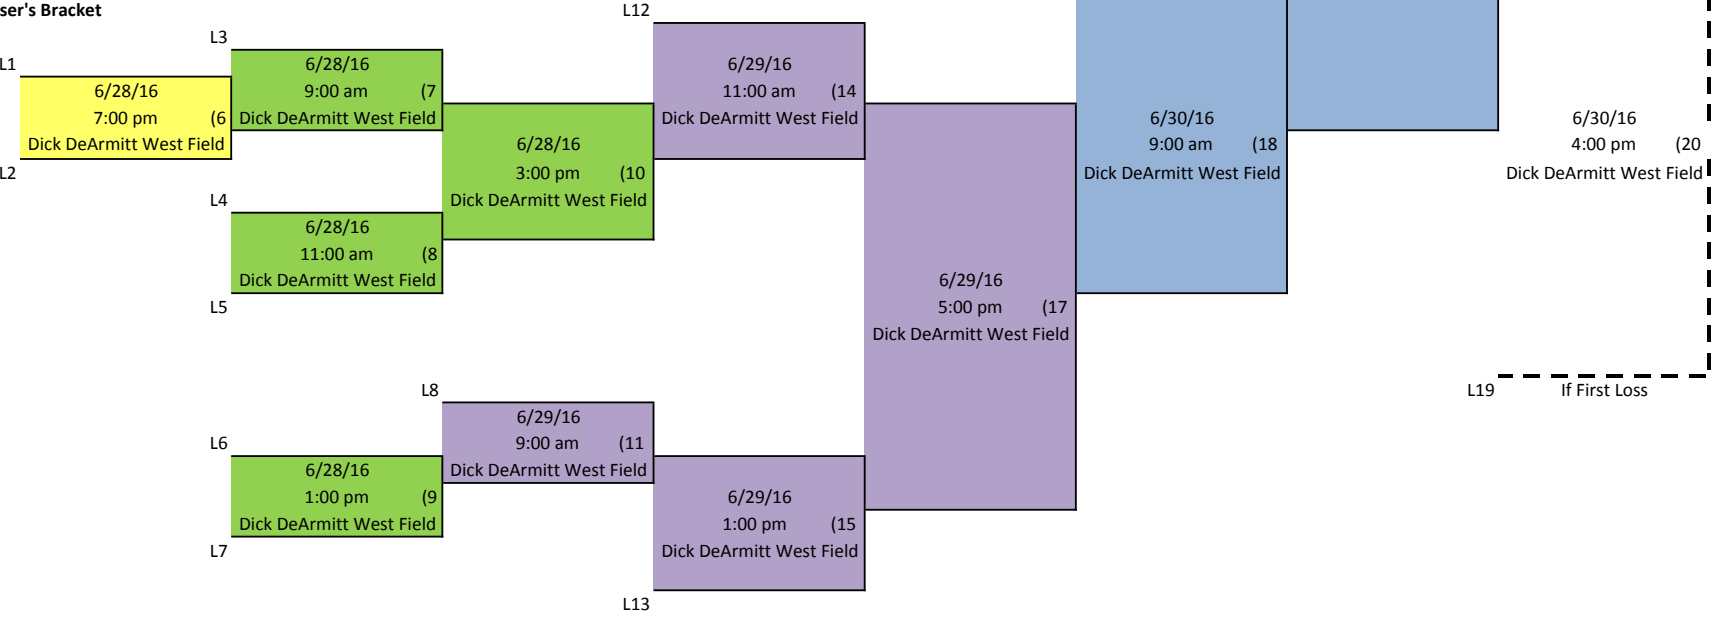 ser's Bracket
L12
L3
L1
6/28/16
9:00 am (7
Dick DeArmitt West Field
6/28/16
7:00 pm (6
Dick DeArmitt West Field
L2
6/28/16
3:00 pm (10
Dick DeArmitt West Field
L4
6/28/16
11:00 am (8
Dick DeArmitt West Field
L5
6/29/16
11:00 am (14
Dick DeArmitt West Field
6/29/16
5:00 pm (17
Dick DeArmitt West Field
6/30/16
9:00 am (18
Dick DeArmitt West Field
6/30/16
4:00 pm (20
Dick DeArmitt West Field
L19 If First Loss
L8
6/29/16
9:00 am (11
Dick DeArmitt West Field
L6
6/28/16
1:00 pm (9
Dick DeArmitt West Field
L7
6/29/16
1:00 pm (15
Dick DeArmitt West Field
L13